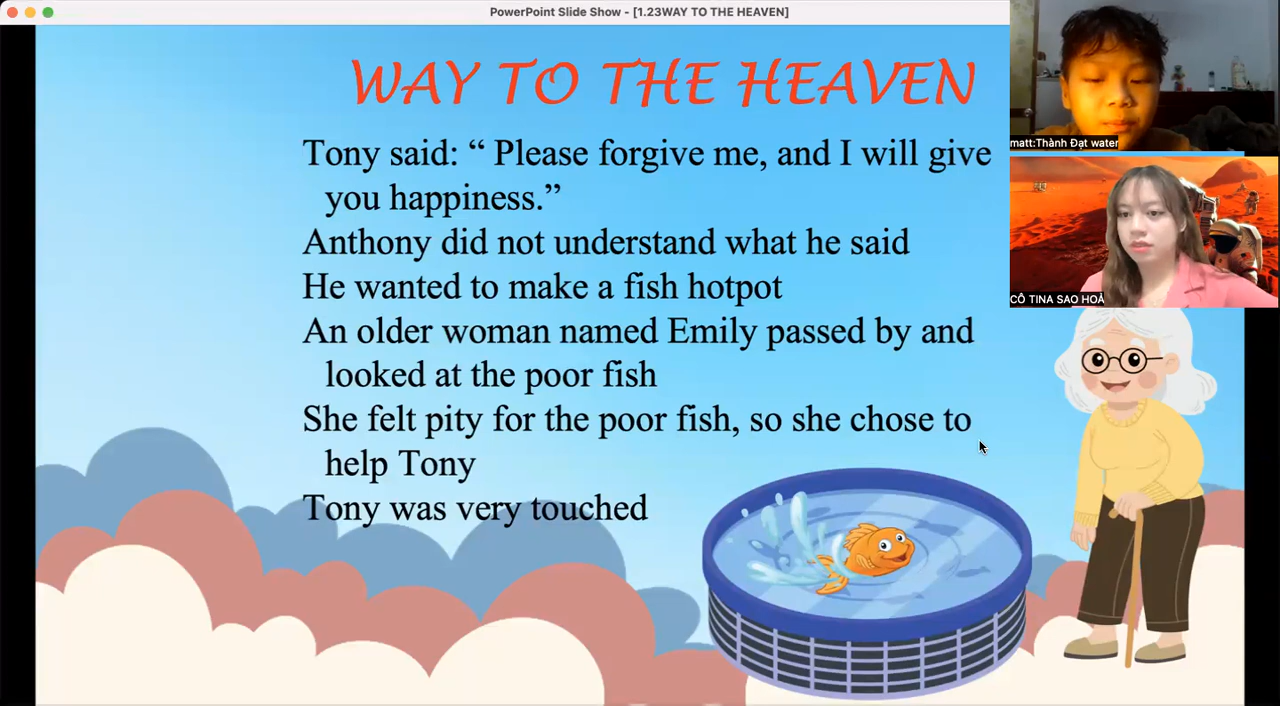 PowerPoint Slide Show - [1.23WAY TO THE HEAVEN]
WAY TO THE HEAVEN
Tony said: “ Please forgive me, and I will give
you happiness.”
Anthony did not understand what he said
He wanted to make a fish hotpot
An older woman named Emily passed by and
looked at the poor fish
She felt pity for the poor fish, so she chose to
help Tony
Tony was very touched
matt:Thành Đạt water
CÔ TINA SAO HOẢ